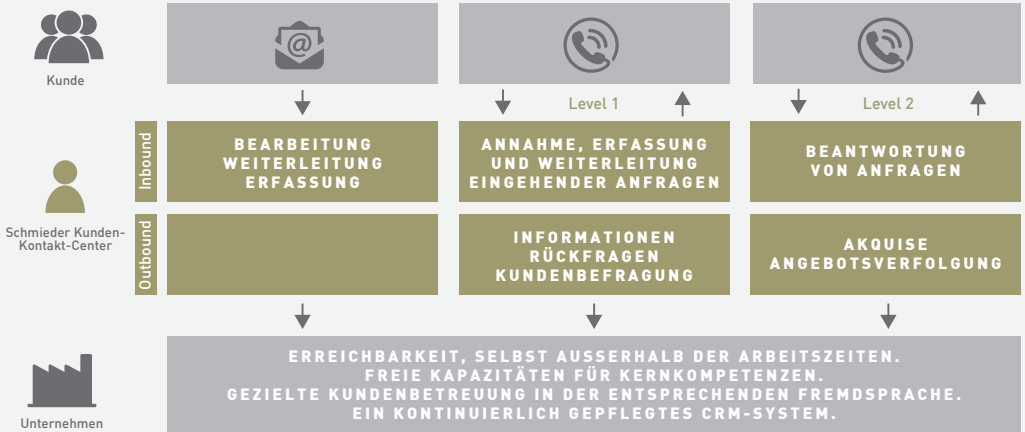 @
Kunde
Level 1
Level 2
Inbound
BEARBEITUNG
WEITERLEITUNG
ERFASSUNG
ANNAHME, ERFASSUNG
UND WEITERLEITUNG
EINGEHENDER ANFRAGEN
BEANTWORTUNG
VON ANFRAGEN
Schmieder Kunden-
Kontakt-Center
Outbound
INFORMATIONEN
RÜCKFRAGEN
KUNDENBEFRAGUNG
AKQUISE
ANGEBOTSVERFOLGUNG
ERREICHBARKEIT, SELBST AUSSERHALB DER ARBEITSZEITEN.
FREIE KAPAZITÄTEN FÜR KERNKOMPETENZEN.
GEZIELTE KUNDENBETREUUNG IN DER ENTSPRECHENDEN FREMDSPRACHE.
EIN KONTINUIERLICH GEPFLEGTES CRM-SYSTEM.
Unternehmen